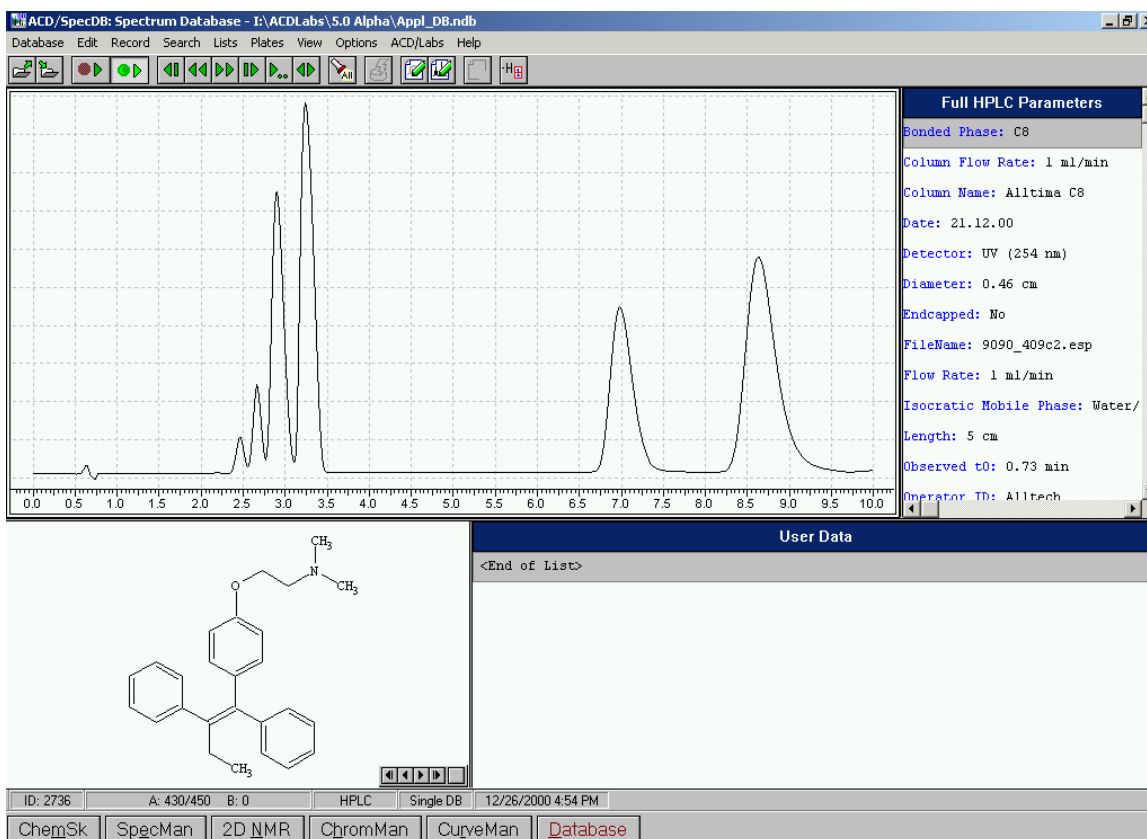 ACD/SpecDB: Spectrum Database - I:\ACDLabs\5.0 Alpha\Appl_DB.ndb
Database Edit Record Search Lists Plates View Options ACD/Labs Help
All
-H
Full HPLC Parameters
Bonded Phase: C8
Column Flow Rate: 1 ml/min
Column Name: Alltima C8
Date: 21.12.00
Detector: UV (254 nm)
Diameter: 0.46 cm
Endcapped: No
FileName: 9090_409c2.esp
Flow Rate: 1 ml/min
Isocratic Mobile Phase: Water/
Length: 5 cm
Observed t0: 0.73 min
Operator ID: Alltech
0.0 0.5 1.0 1.5 2.0 2.5 3.0 3.5 4.0 4.5 5.0 5.5 6.0 6.5 7.0 7.5 8.0 8.5 9.0 9.5 10.0
CH3
N
CH3
O
CH3
User Data
<End of List>
ID: 2736 A: 430/450 B: 0 HPLC Single DB 12/26/2000 4:54 PM
ChemSk SpecMan 2D NMR ChromMan CurveMan Database